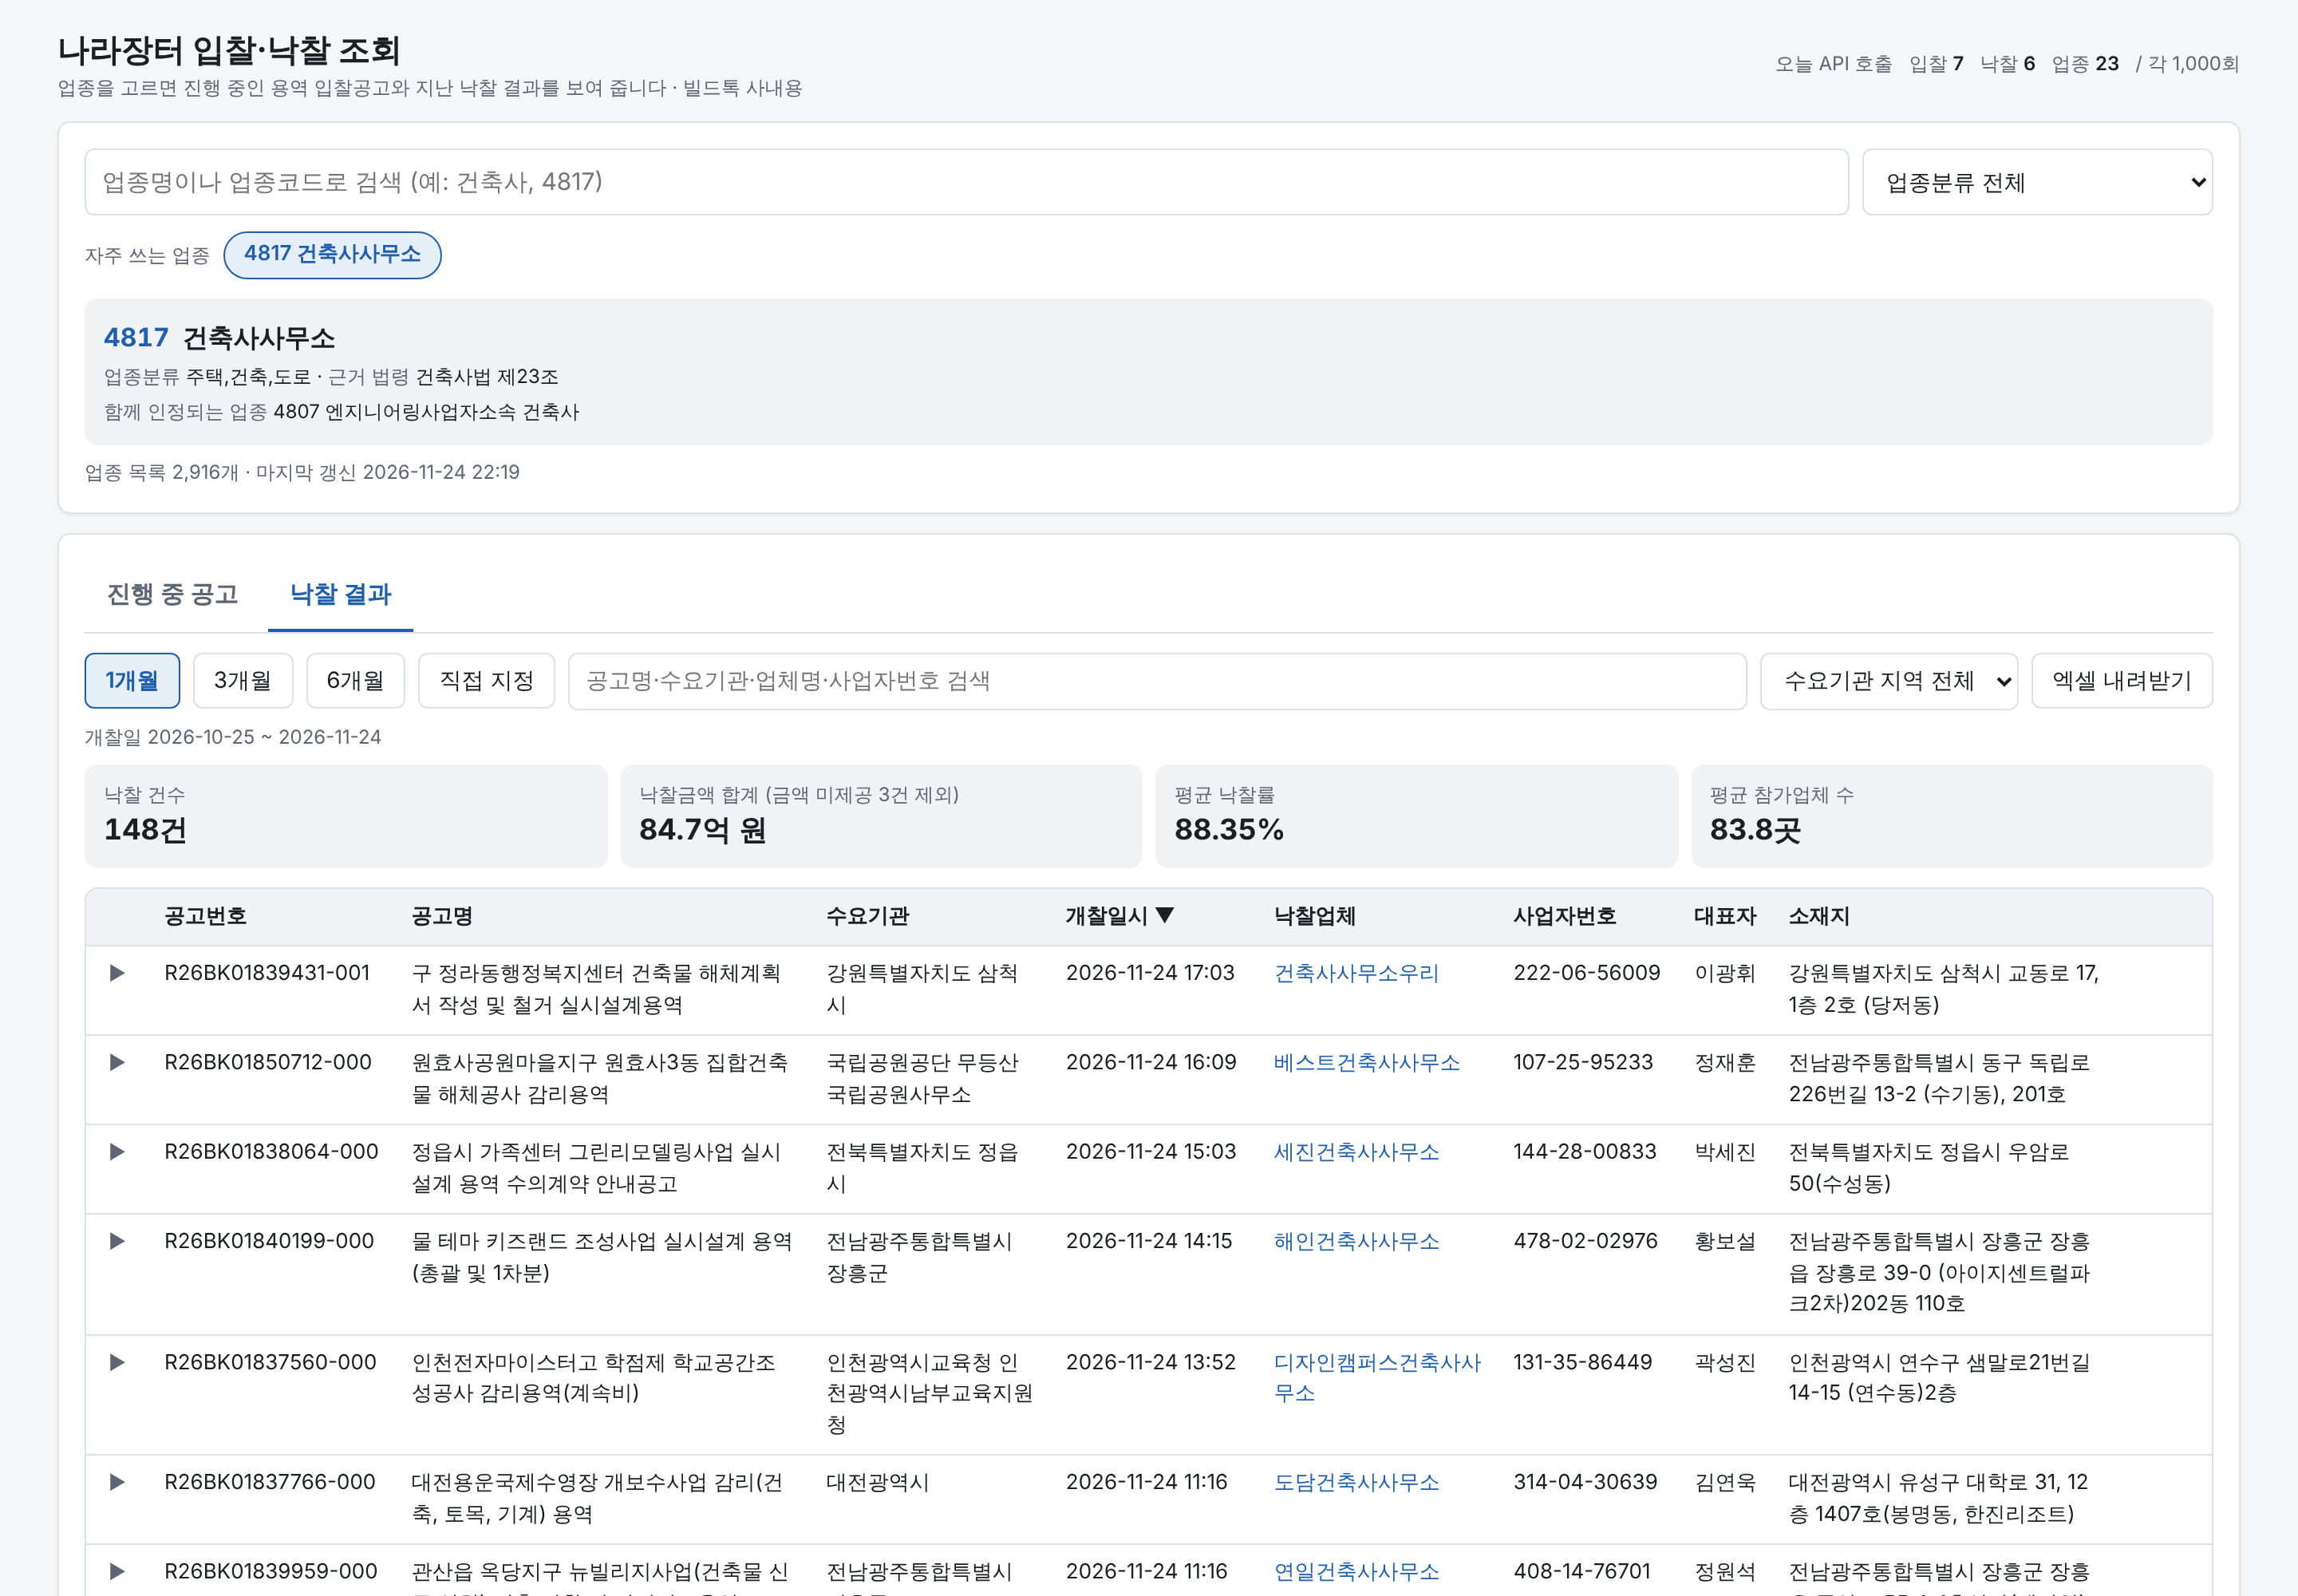 나라장터 입찰·낙찰 조회
업종을 고르면 진행 중인 용역 입찰공고와 지난 낙찰 결과를 보여 줍니다 · 빌드톡 사내용
오늘 API 호출 입찰 7 낙찰 6 업종 23 / 각 1,000회
업종명이나 업종코드로 검색 (예: 건축사, 4817)
업종분류 전체
자주 쓰는 업종 4817 건축사사무소
4817 건축사사무소
업종분류 주택,건축,도로 · 근거 법령 건축사법 제23조
함께 인정되는 업종 4807 엔지니어링사업자소속 건축사
업종 목록 2,916개 · 마지막 갱신 2026-11-24 22:19
진행 중 공고 낙찰 결과
1개월 3개월 6개월 직접 지정 공고명·수요기관·업체명·사업자번호 검색 수요기관 지역 전체 엑셀 내려받기
개찰일 2026-10-25 ~ 2026-11-24
낙찰 건수
148건
낙찰금액 합계 (금액 미제공 3건 제외)
84.7억 원
평균 낙찰률
88.35%
평균 참가업체 수
83.8곳
공고번호 공고명 수요기관 개찰일시 ▼ 낙찰업체 사업자번호 대표자 소재지
▶ R26BK01839431-001 구 정라동행정복지센터 건축물 해체계획 강원특별자치도 삼척 2026-11-24 17:03 건축사사무소우리 222-06-56009 이광휘 강원특별자치도 삼척시 교동로 17,
서 작성 및 철거 실시설계용역 시 1층 2호 (당저동)
▶ R26BK01850712-000 원효사공원마을지구 원효사3동 집합건축 국립공원공단 무등산 2026-11-24 16:09 베스트건축사사무소 107-25-95233 정재훈 전남광주통합특별시 동구 독립로
물 해체공사 감리용역 국립공원사무소 226번길 13-2 (수기동), 201호
▶ R26BK01838064-000 정읍시 가족센터 그린리모델링사업 실시 전북특별자치도 정읍 2026-11-24 15:03 세진건축사사무소 144-28-00833 박세진 전북특별자치도 정읍시 우암로
설계 용역 수의계약 안내공고 시 50(수성동)
▶ R26BK01840199-000 물 테마 키즈랜드 조성사업 실시설계 용역 전남광주통합특별시 2026-11-24 14:15 해인건축사사무소 478-02-02976 황보설 전남광주통합특별시 장흥군 장흥
(총괄 및 1차분) 장흥군 읍 장흥로 39-0 (아이지센트럴파
크2차)202동 110호
▶ R26BK01837560-000 인천전자마이스터고 학점제 학교공간조 인천광역시교육청 인 2026-11-24 13:52 디자인캠퍼스건축사사 131-35-86449 곽성진 인천광역시 연수구 샘말로21번길
성공사 감리용역(계속비) 천광역시남부교육지원 무소 14-15 (연수동)2층
청
▶ R26BK01837766-000 대전용운국제수영장 개보수사업 감리(건 대전광역시 2026-11-24 11:16 도담건축사사무소 314-04-30639 김연욱 대전광역시 유성구 대학로 31, 12
축, 토목, 기계) 용역 층 1407호(봉명동, 한진리조트)
▶ R26BK01839959-000 관산읍 옥당지구 뉴빌리지사업(건축물 신 전남광주통합특별시 2026-11-24 11:16 연일건축사사무소 408-14-76701 정원석 전남광주통합특별시 장흥군 장흥